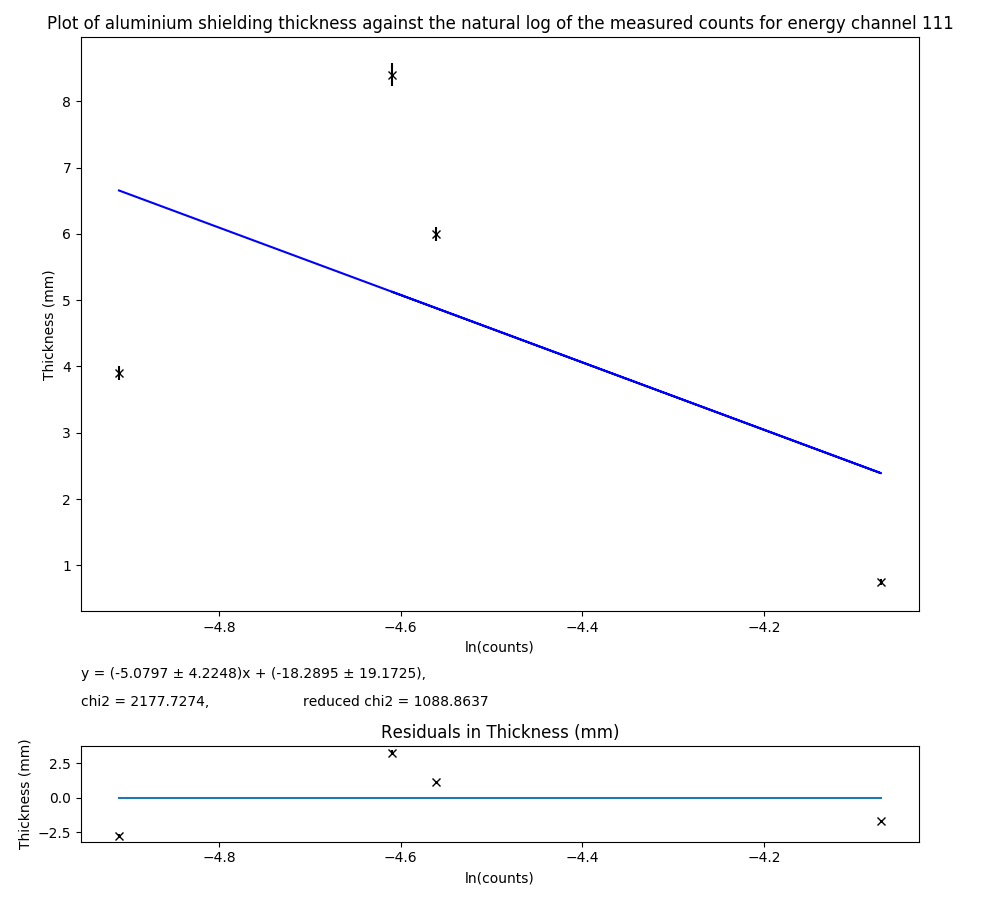 Plot of aluminium shielding thickness against the natural log of the measured counts for energy channel 111
Thickness (mm)
8
7
6
5
4
3
2
1
−4.8 −4.6 −4.4 −4.2
ln(counts)
y = (-5.0797 ± 4.2248)x + (-18.2895 ± 19.1725),
chi2 = 2177.7274, reduced chi2 = 1088.8637
Residuals in Thickness (mm)
Thickness (mm)
2.5
0.0
−2.5
−4.8 −4.6 −4.4 −4.2
ln(counts)